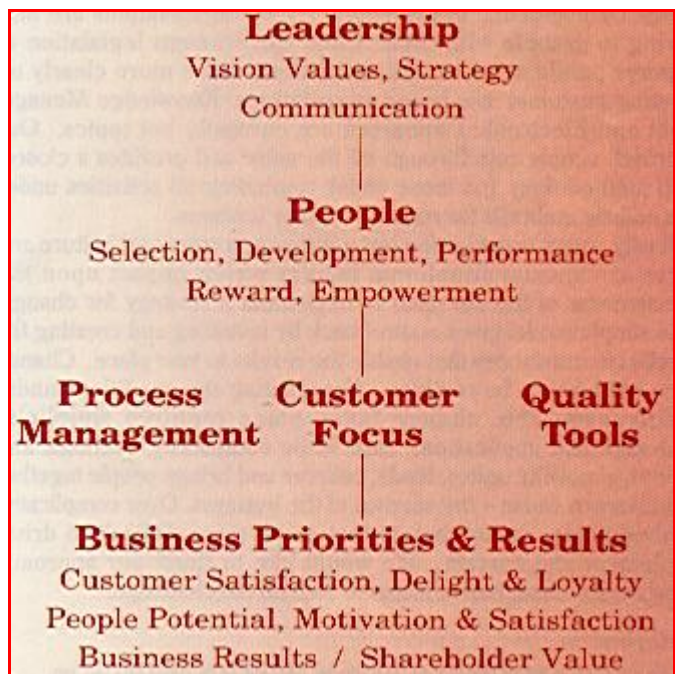 Leadership
Vision Values, Strategy
Communication
People
Selection, Development, Performance
Reward, Empowerment
Process Management
Customer Focus
Quality Tools
Business Priorities & Results
Customer Satisfaction, Delight & Loyalty
People Potential, Motivation & Satisfaction
Business Results / Shareholder Value